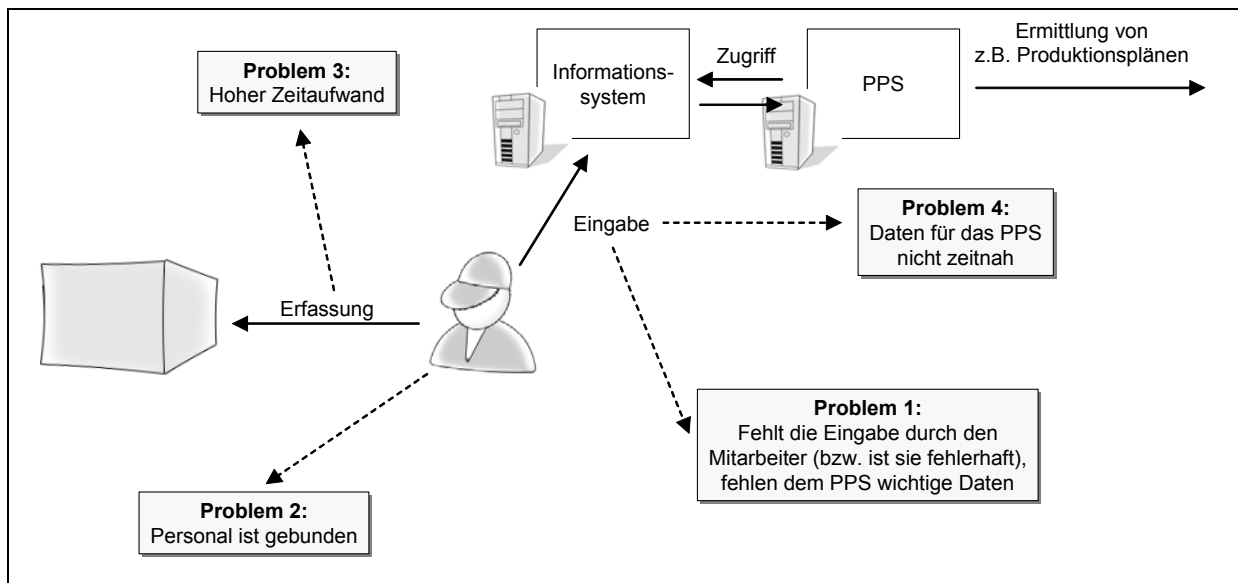 Ermittlung von
z.B. Produktionsplänen
Zugriff
Informations-
system
PPS
Problem 3:
Hoher Zeitaufwand
Eingabe
Problem 4:
Daten für das PPS
nicht zeitnah
Erfassung
Problem 1:
Fehlt die Eingabe durch den
Mitarbeiter (bzw. ist sie fehlerhaft),
fehlen dem PPS wichtige Daten
Problem 2:
Personal ist gebunden